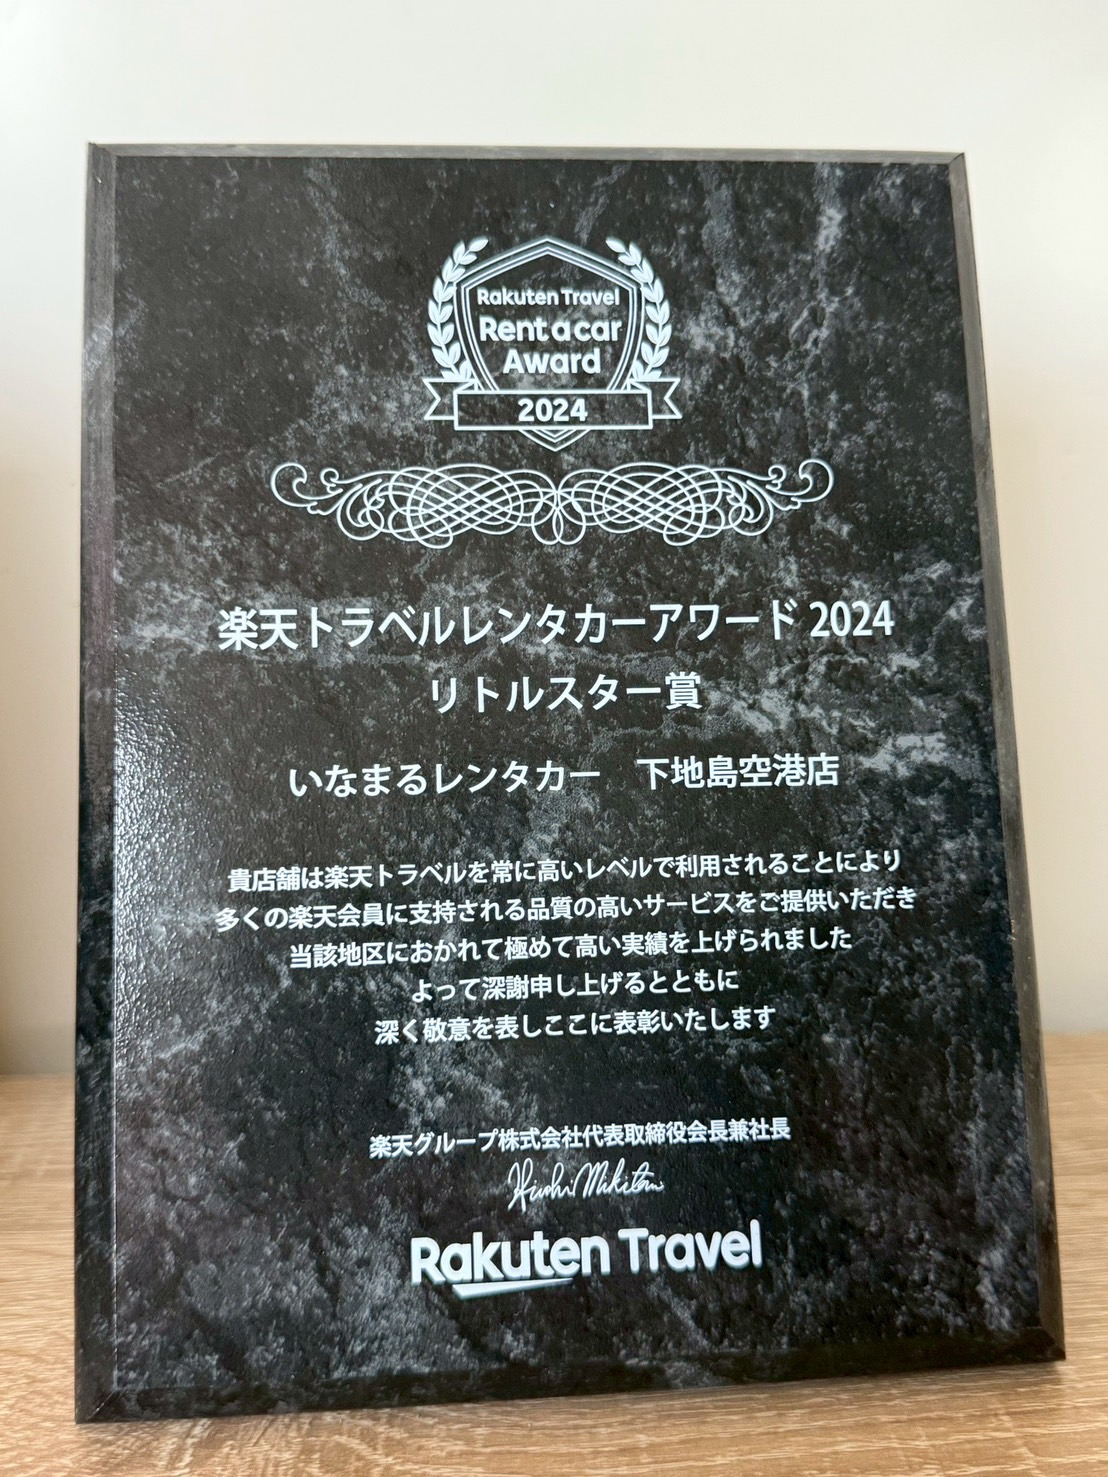 Rakuten Travel
Rent a car
Award
2024
楽天トラベルレンタカーアワード 2024
リトルスター賞
いなまるレンタカー　下地島空港店
貴店舗は楽天トラベルを常に高いレベルで利用されることにより
多くの楽天会員に支持される品質の高いサービスをご提供いただき
当該地区におかれて極めて高い実績を上げられました
よって深謝申し上げるとともに
深く敬意を表しここに表彰いたします
楽天グループ株式会社代表取締役会長兼社長
Hiroshi Mikitani
Rakuten Travel